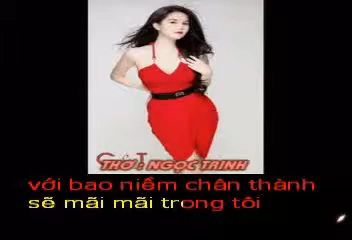 THƠ : NGỌC TRINH
với bao niềm chân thành
sẽ mãi mãi trong tôi